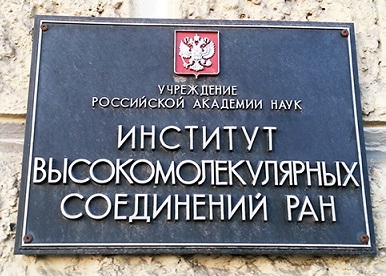 УЧРЕЖДЕНИЕ
РОССИЙСКОЙ АКАДЕМИИ НАУК
ИНСТИТУТ
ВЫСОКОМОЛЕКУЛЯРНЫХ
СОЕДИНЕНИЙ РАН